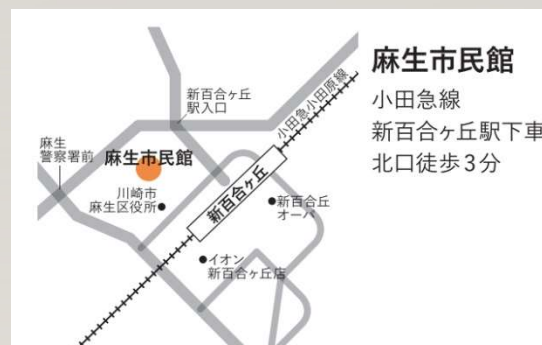 麻生市民館
小田急線
新百合ヶ丘駅下車
北口徒歩3分
新百合ヶ丘
駅入口
小田急小田原線
麻生
警察署前
麻生市民館
川崎市
麻生区役所
新百合ヶ丘
新百合丘
オーパ
イオン
新百合ヶ丘店